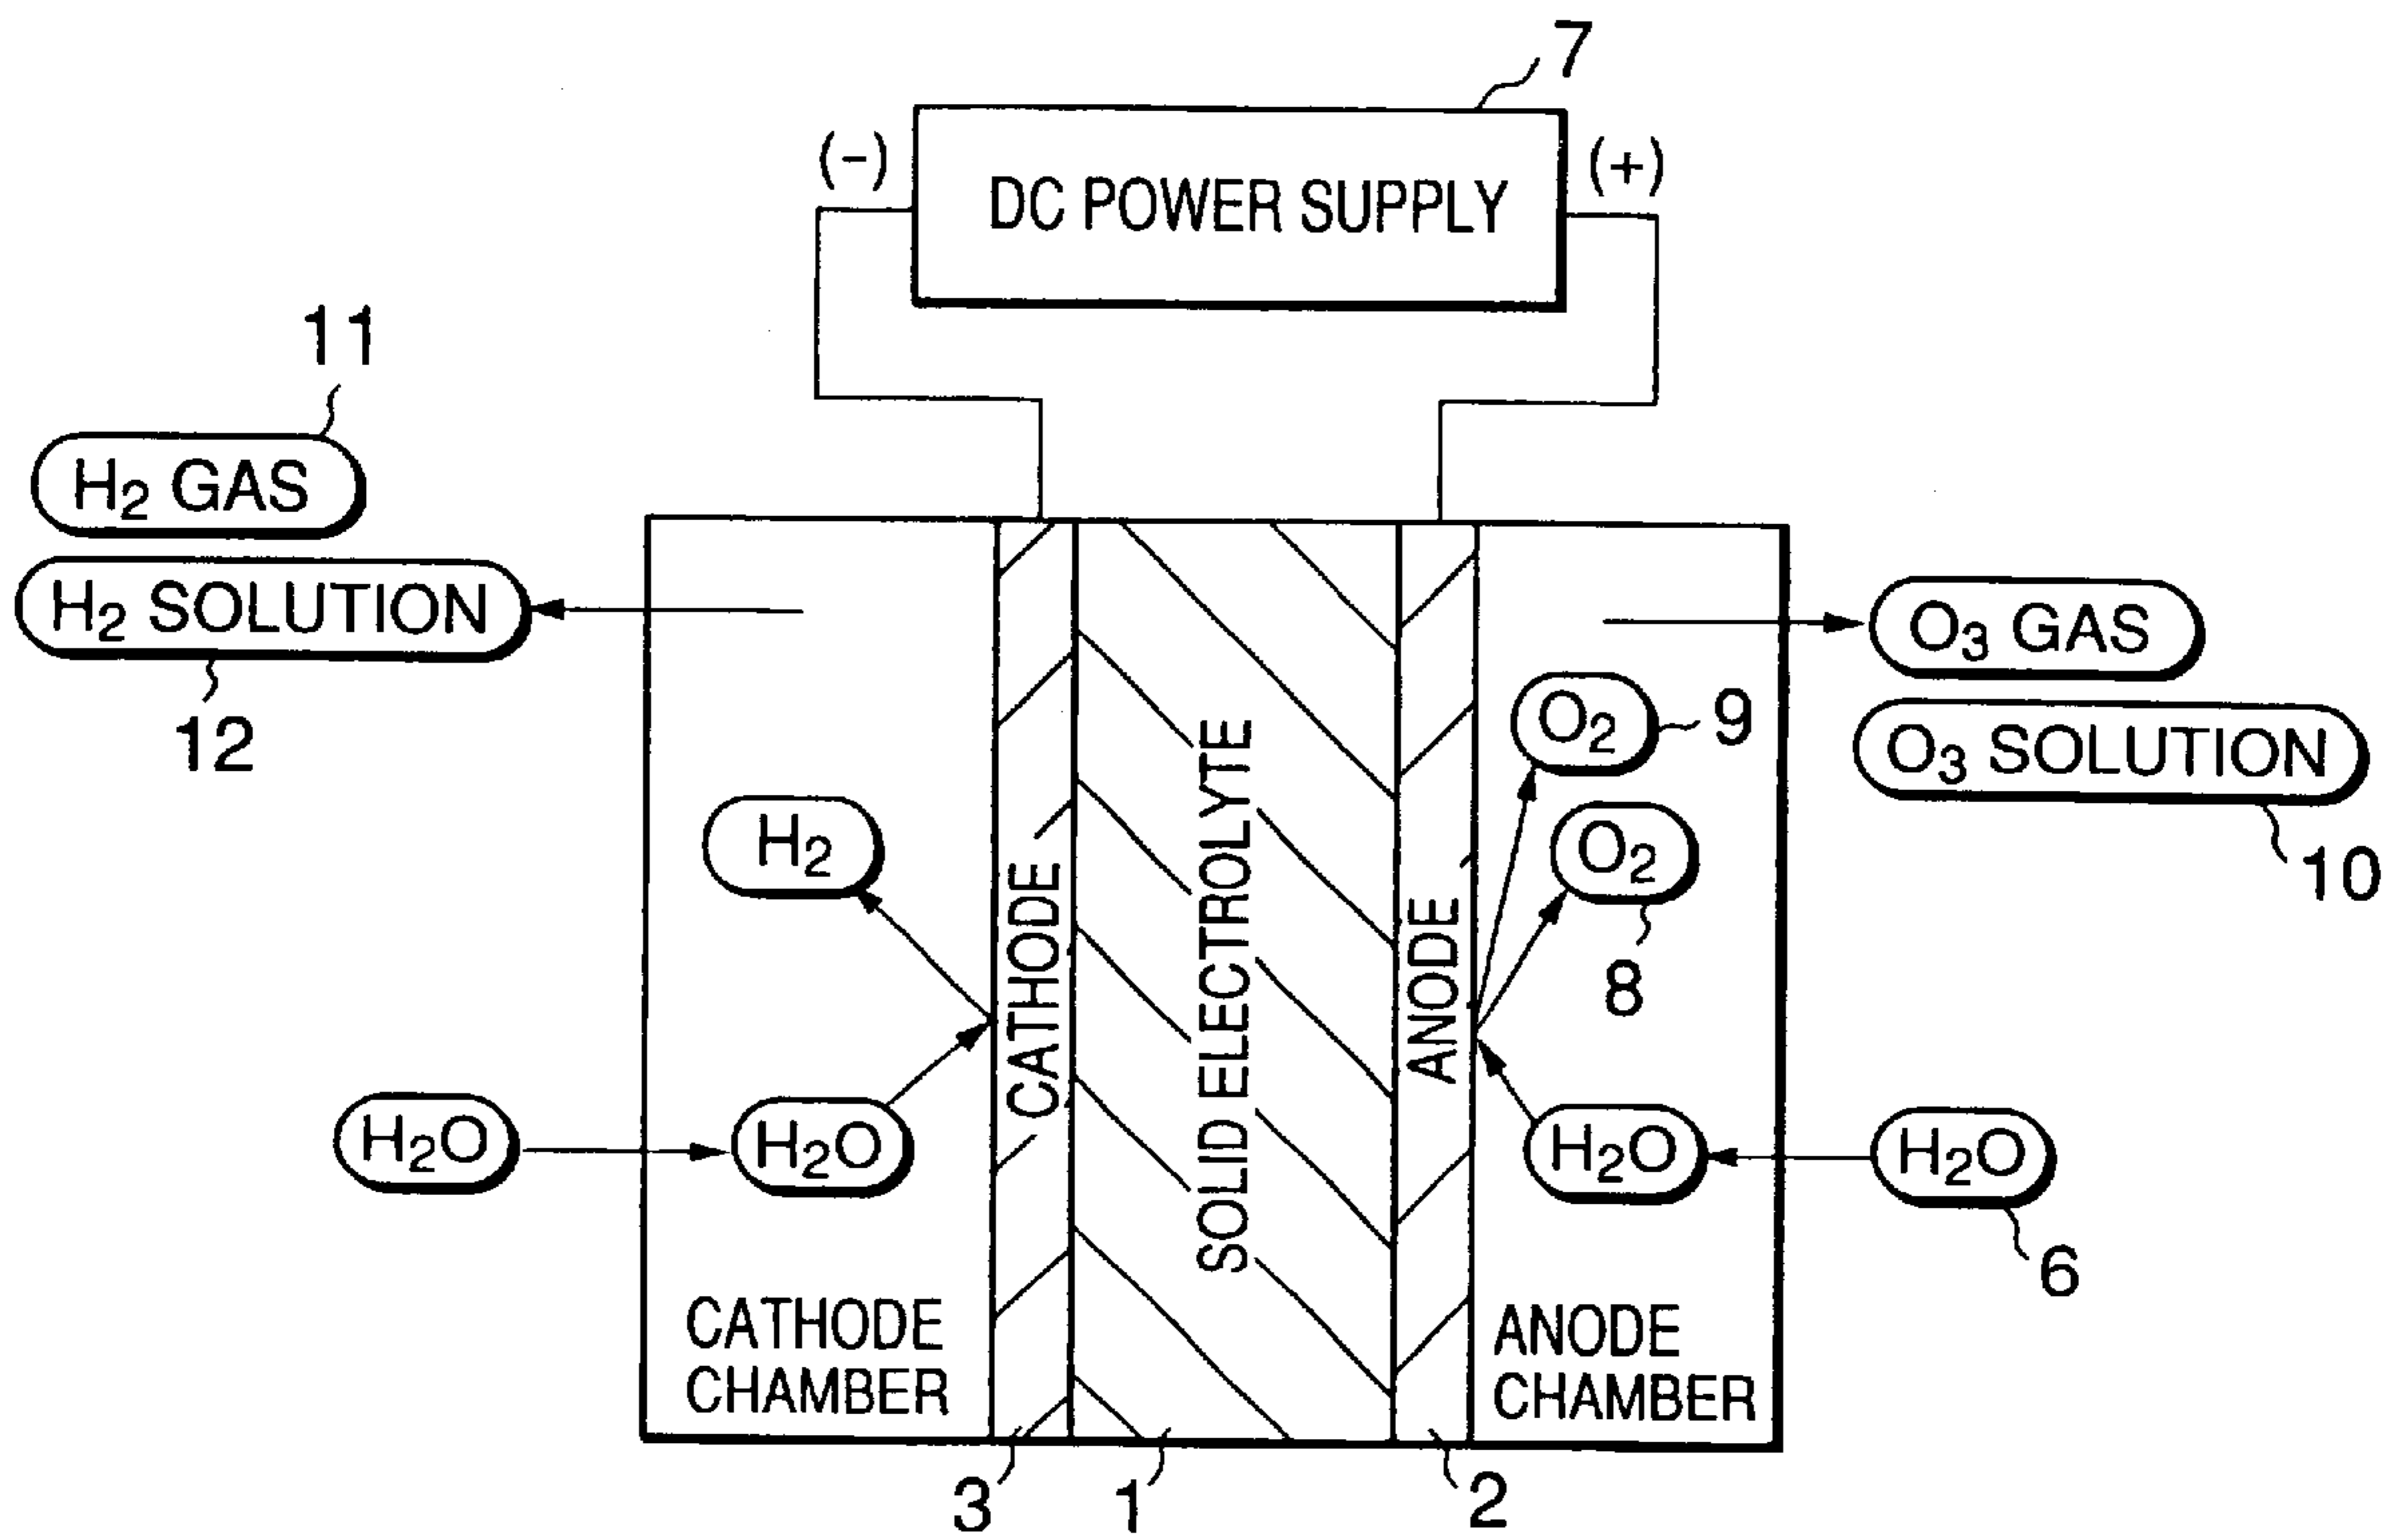 7
(-)
DC POWER SUPPLY
(+)
11
H2 GAS
H2 SOLUTION
12
O3 GAS
O3 SOLUTION
10
O2
9
O2
8
H2
CATHODE
SOLID ELECTROLYTE
ANODE
H2O
H2O
H2O
H2O
6
CATHODE
CHAMBER
ANODE
CHAMBER
3
1
2